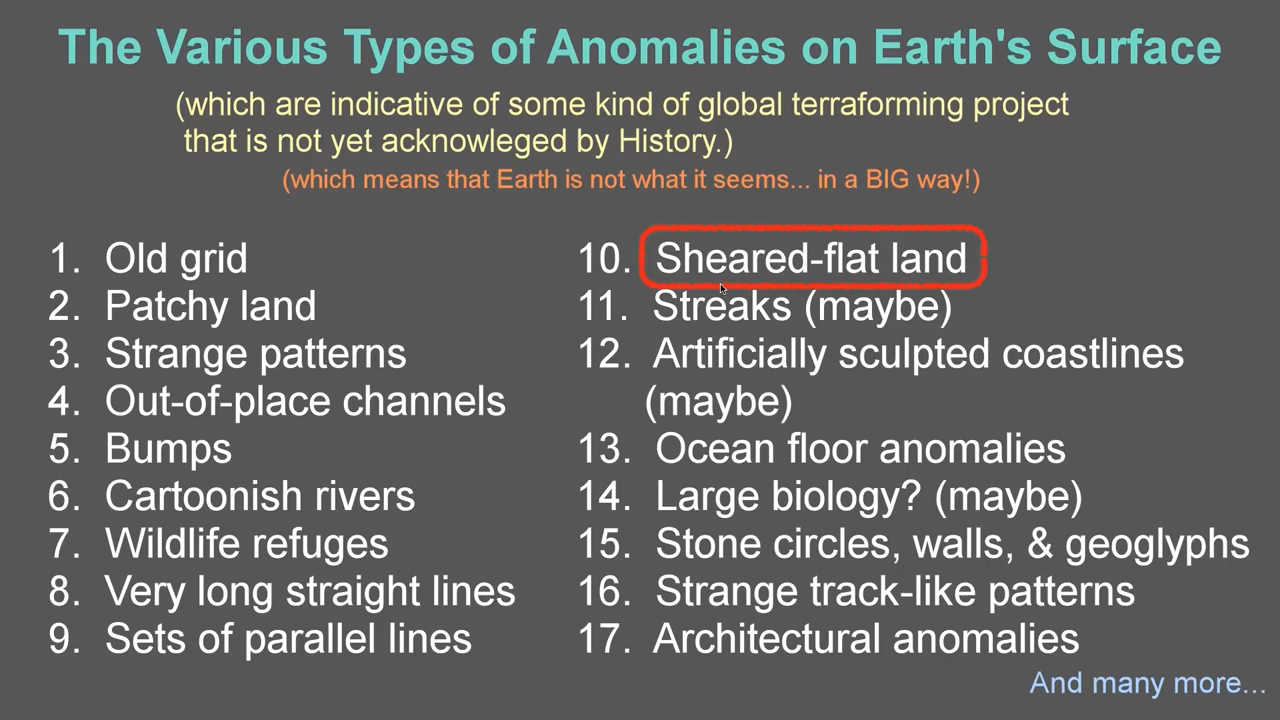 The Various Types of Anomalies on Earth's Surface
(which are indicative of some kind of global terraforming project
that is not yet acknowleged by History.)
(which means that Earth is not what it seems... in a BIG way!)
1. Old grid
2. Patchy land
3. Strange patterns
4. Out-of-place channels
5. Bumps
6. Cartoonish rivers
7. Wildlife refuges
8. Very long straight lines
9. Sets of parallel lines
10. Sheared-flat land
11. Streaks (maybe)
12. Artificially sculpted coastlines
(maybe)
13. Ocean floor anomalies
14. Large biology? (maybe)
15. Stone circles, walls, & geoglyphs
16. Strange track-like patterns
17. Architectural anomalies
And many more...